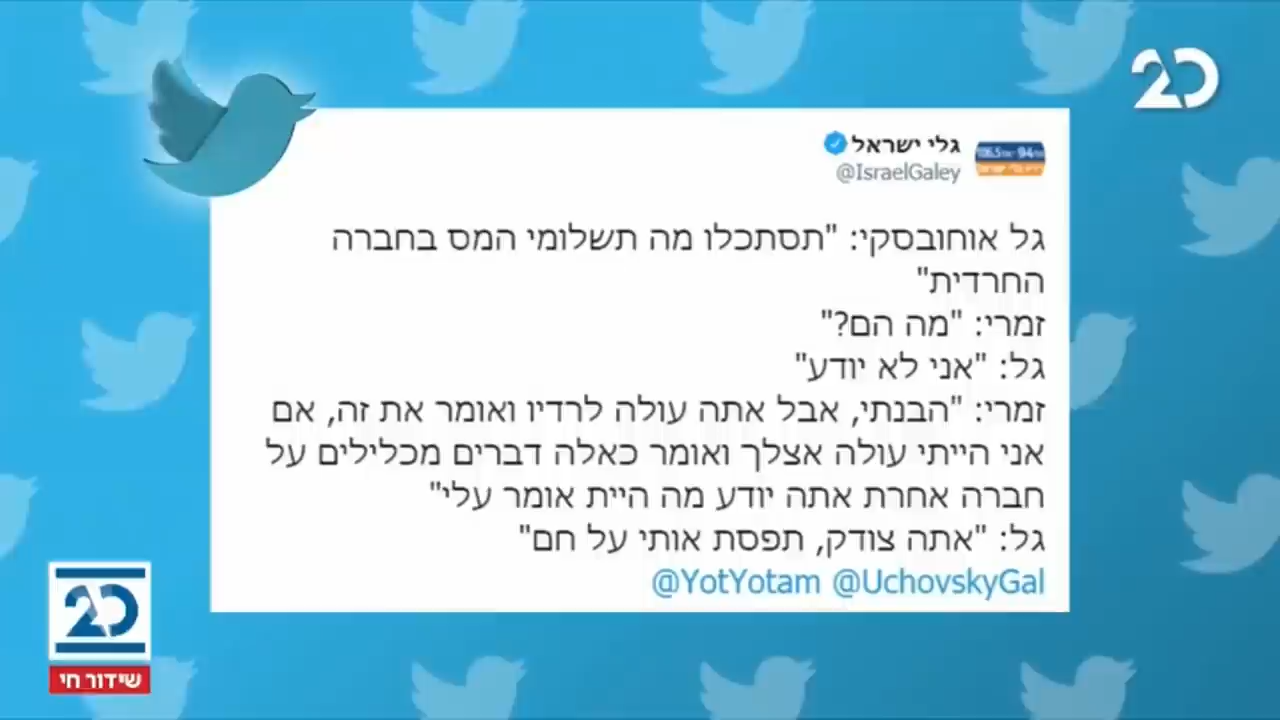 20
גלי ישראל
@IsraelGaley
106.5 94
גל אוחובסקי: "תסתכלו מה תשלומי המס בחברה
החרדית"
זמרי: "מה הם?"
גל: "אני לא יודע"
זמרי: "הבנתי, אבל אתה עולה לרדיו ואומר את זה, אם
אני הייתי עולה אצלך ואומר כאלה דברים מכלילים על
חברה אחרת אתה יודע מה היית אומר עלי"
גל: "אתה צודק, תפסת אותי על חם"
@YotYotam @UchovskyGal
20
שידור חי